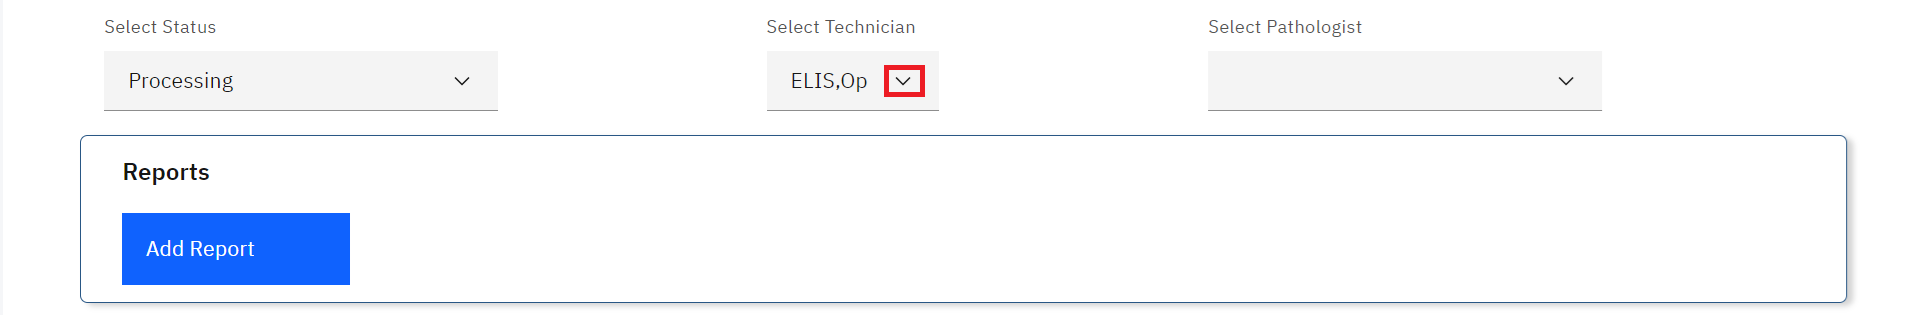 Select Status
Select Technician
Select Pathologist
Processing
ELIS,Op
Reports
Add Report